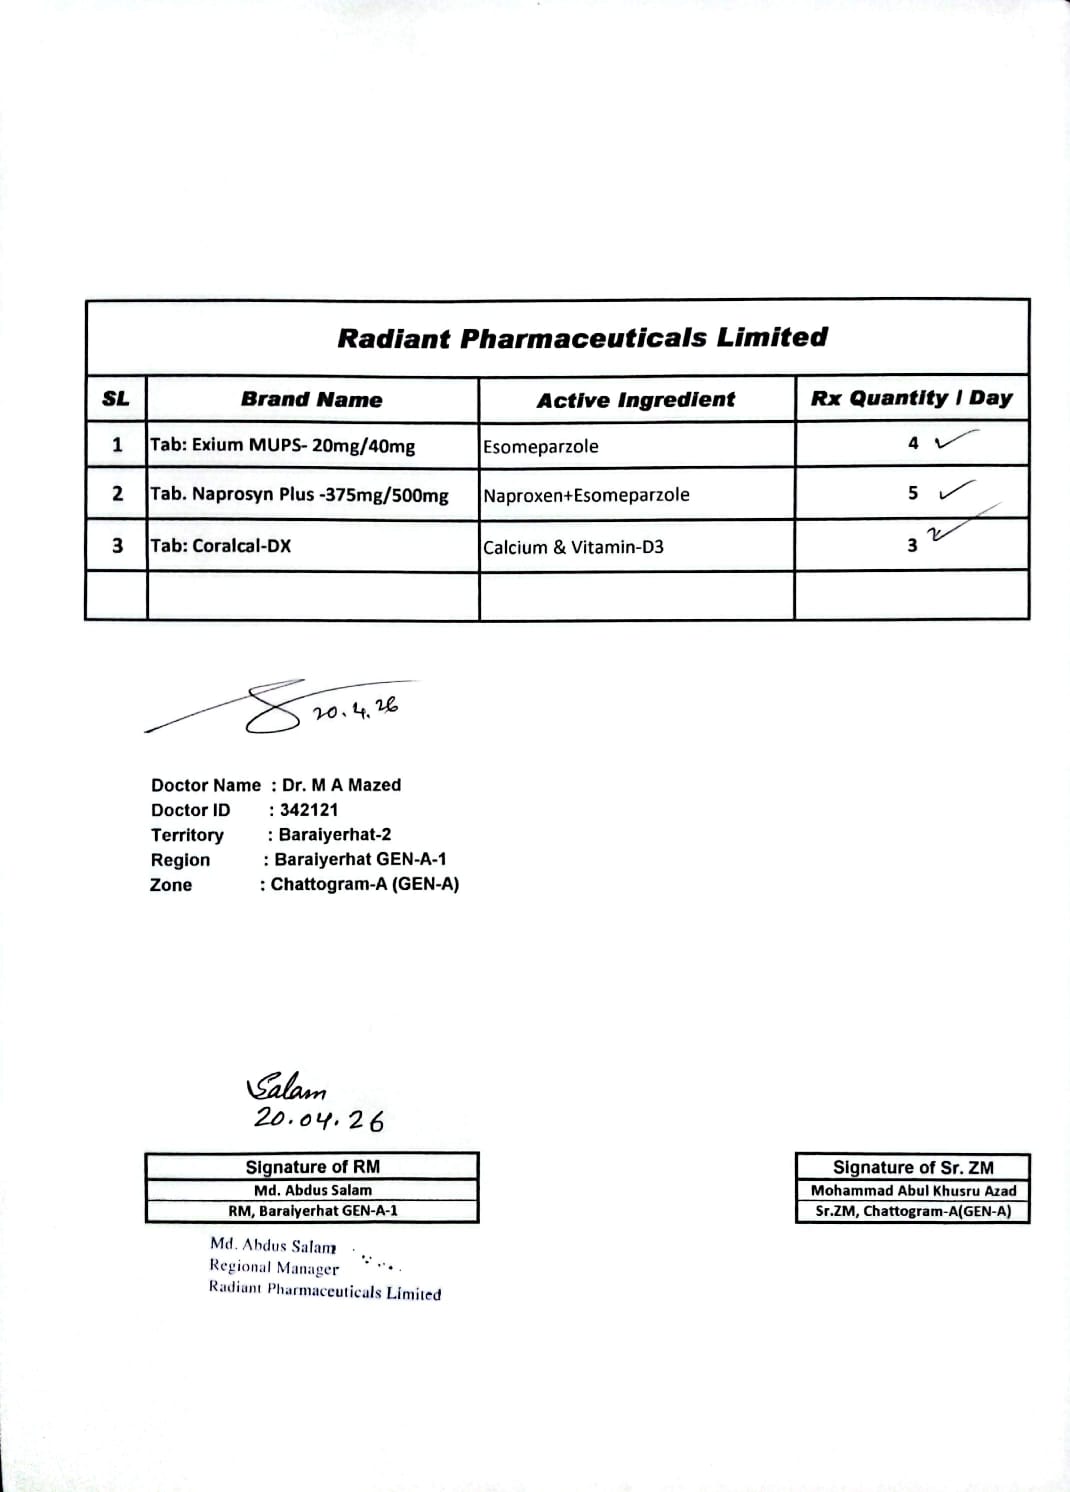 Radiant Pharmaceuticals Limited
SL Brand Name Active Ingredient Rx Quantity / Day
1 Tab: Exium MUPS- 20mg/40mg Esomeparzole 4 ✓
2 Tab. Naprosyn Plus -375mg/500mg Naproxen+Esomeparzole 5 ✓
3 Tab: Coralcal-DX Calcium & Vitamin-D3 3
20.4.26
Doctor Name : Dr. M A Mazed
Doctor ID : 342121
Territory : Baraiyerhat-2
Region : Baraiyerhat GEN-A-1
Zone : Chattogram-A (GEN-A)
Salam
20.04.26
Signature of RM
Md. Abdus Salam
RM, Baraiyerhat GEN-A-1
Signature of Sr. ZM
Mohammad Abul Khusru Azad
Sr.ZM, Chattogram-A(GEN-A)
Md. Abdus Salam
Regional Manager
Radiant Pharmaceuticals Limited